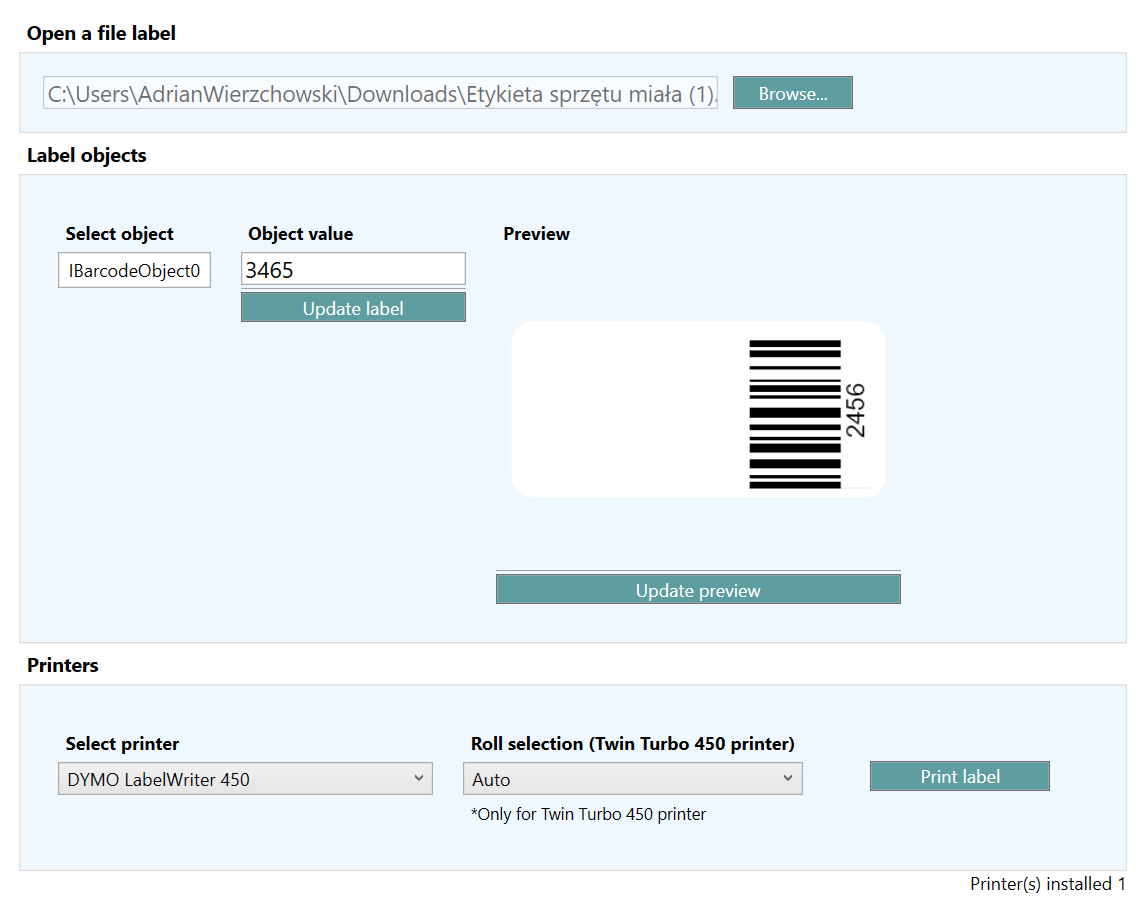 Open a file label
C:\Users\AdrianWierzchowski\Downloads\Etykieta sprzętu miała (1).
Browse...
Label objects
Select object
Object value
Preview
IBarcodeObject0
3465
Update label
2456
Update preview
Printers
Select printer
Roll selection (Twin Turbo 450 printer)
DYMO LabelWriter 450
Auto
Print label
*Only for Twin Turbo 450 printer
Printer(s) installed 1